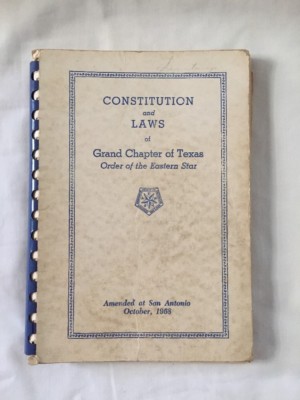 CONSTITUTION
and
LAWS
of
Grand Chapter of Texas
Order of the Eastern Star
Amended at San Antonio
October, 1958